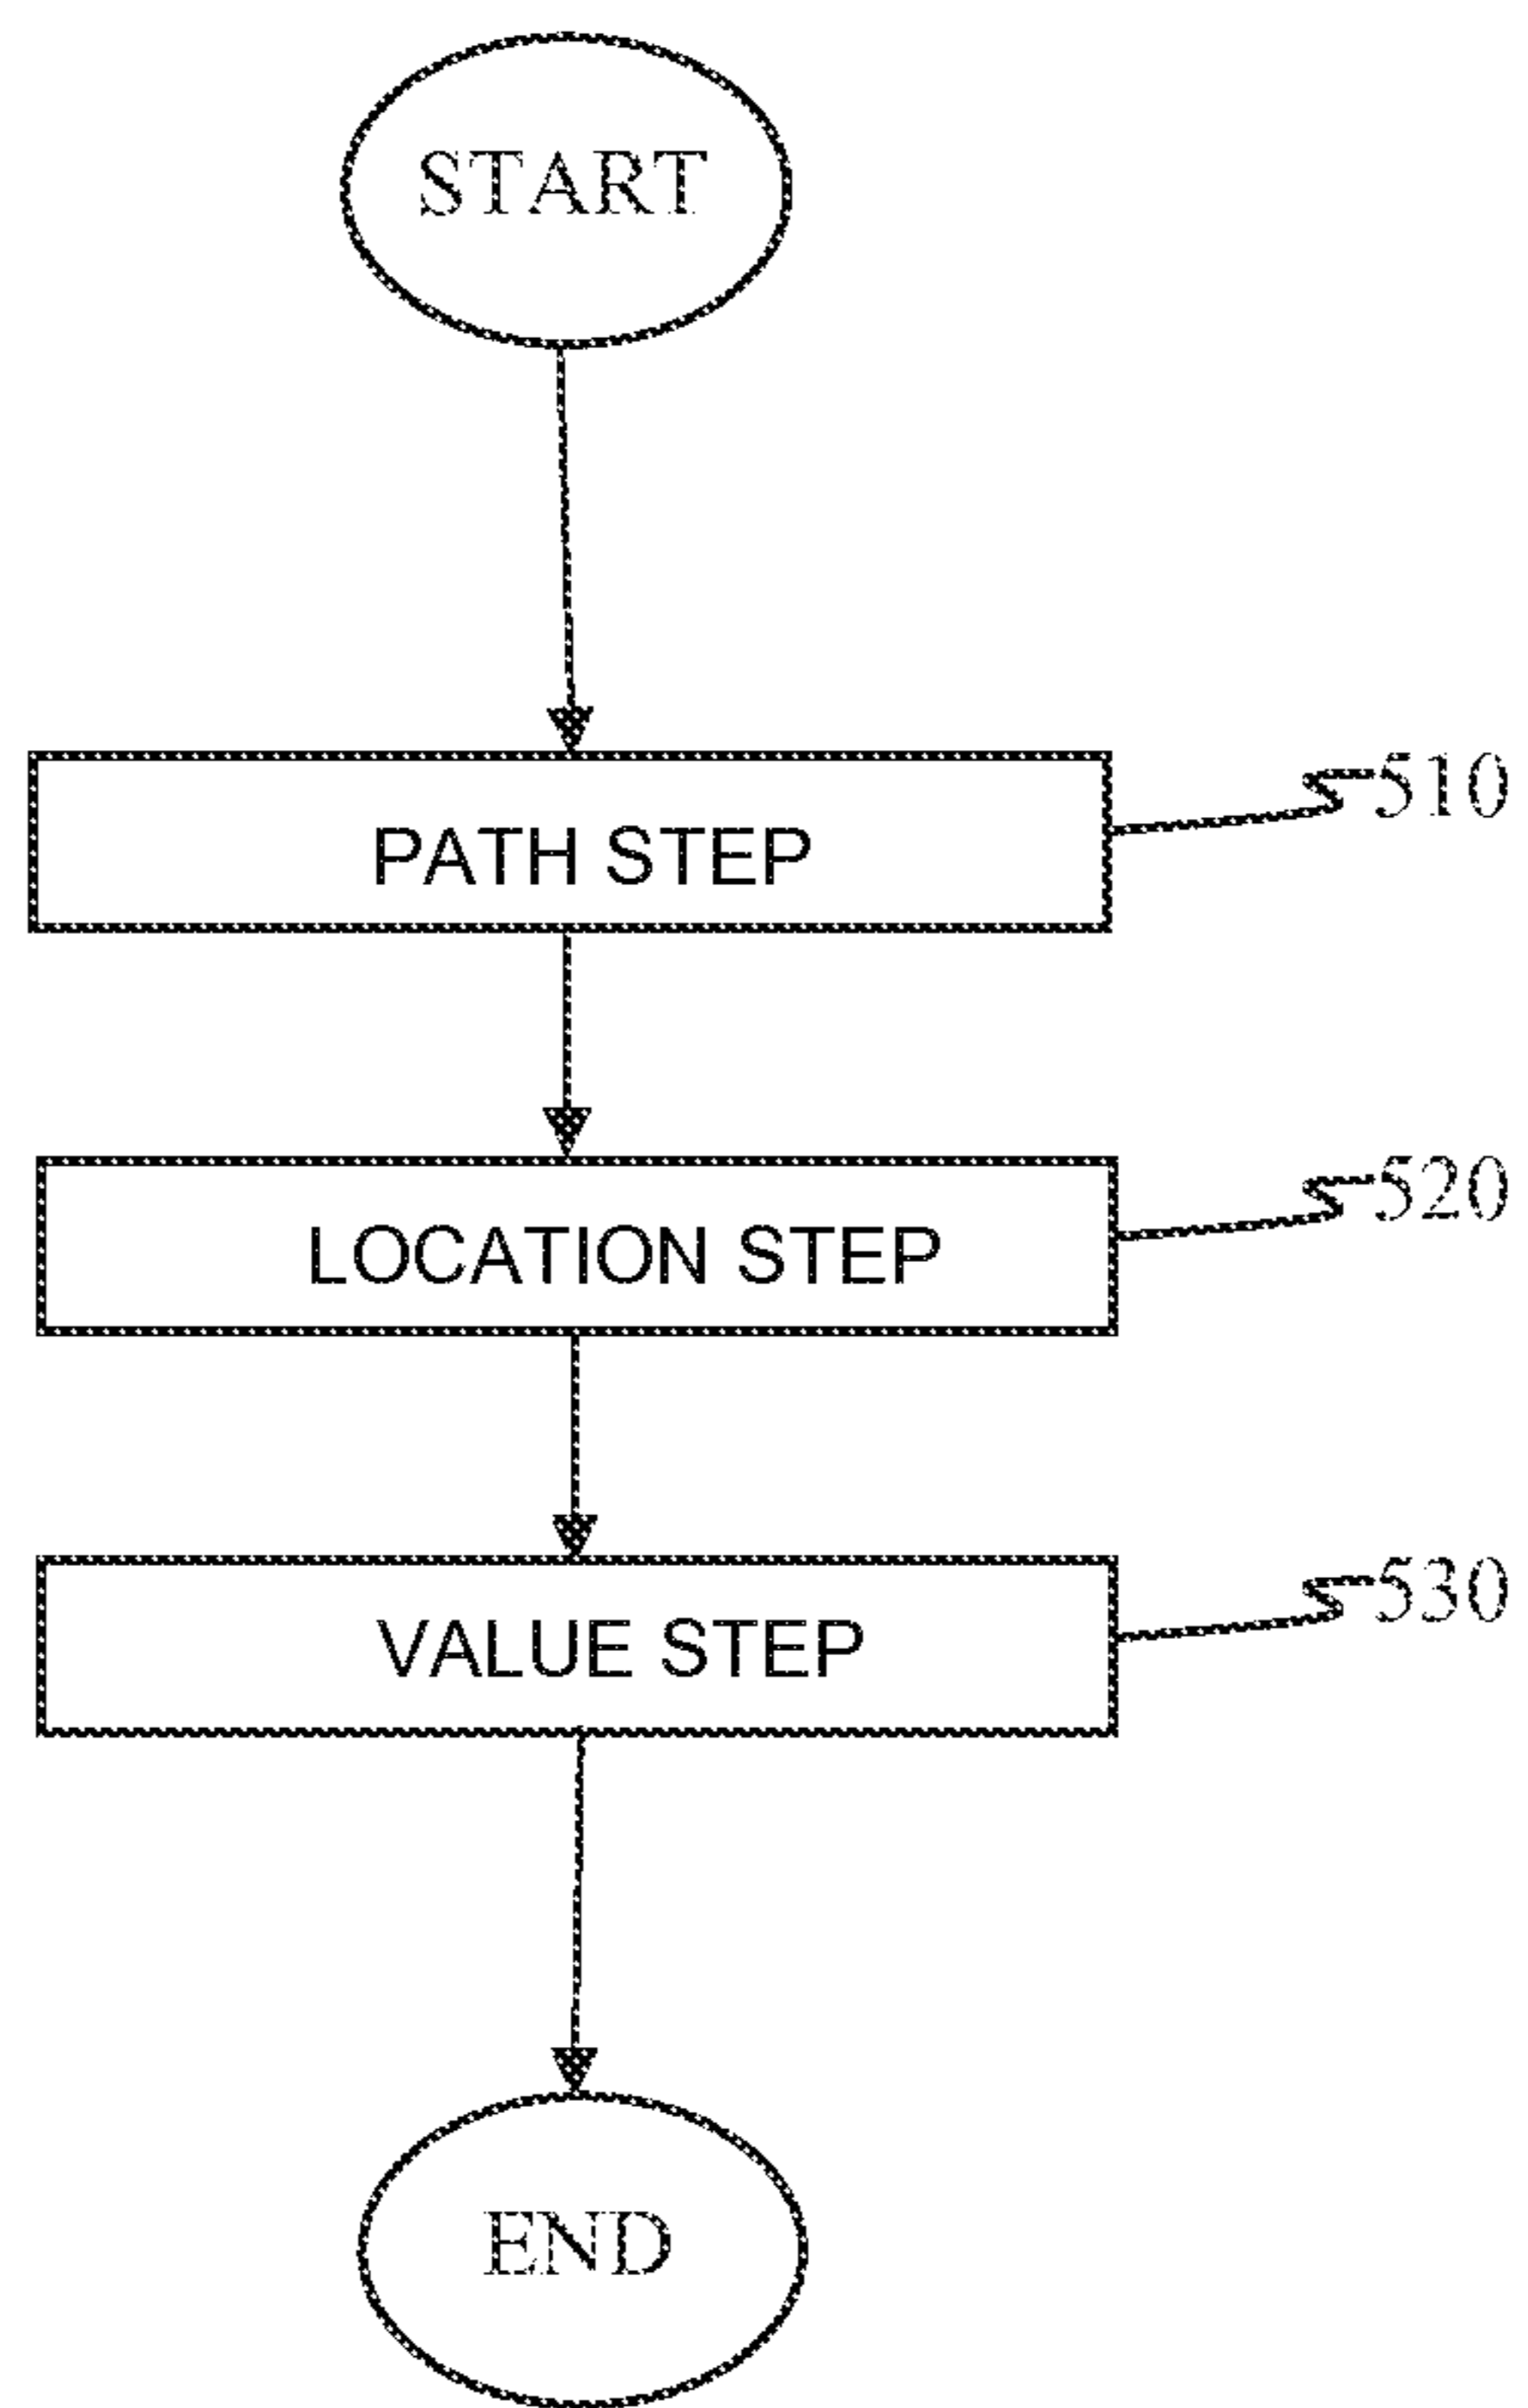 START
PATH STEP
510
LOCATION STEP
520
VALUE STEP
530
END